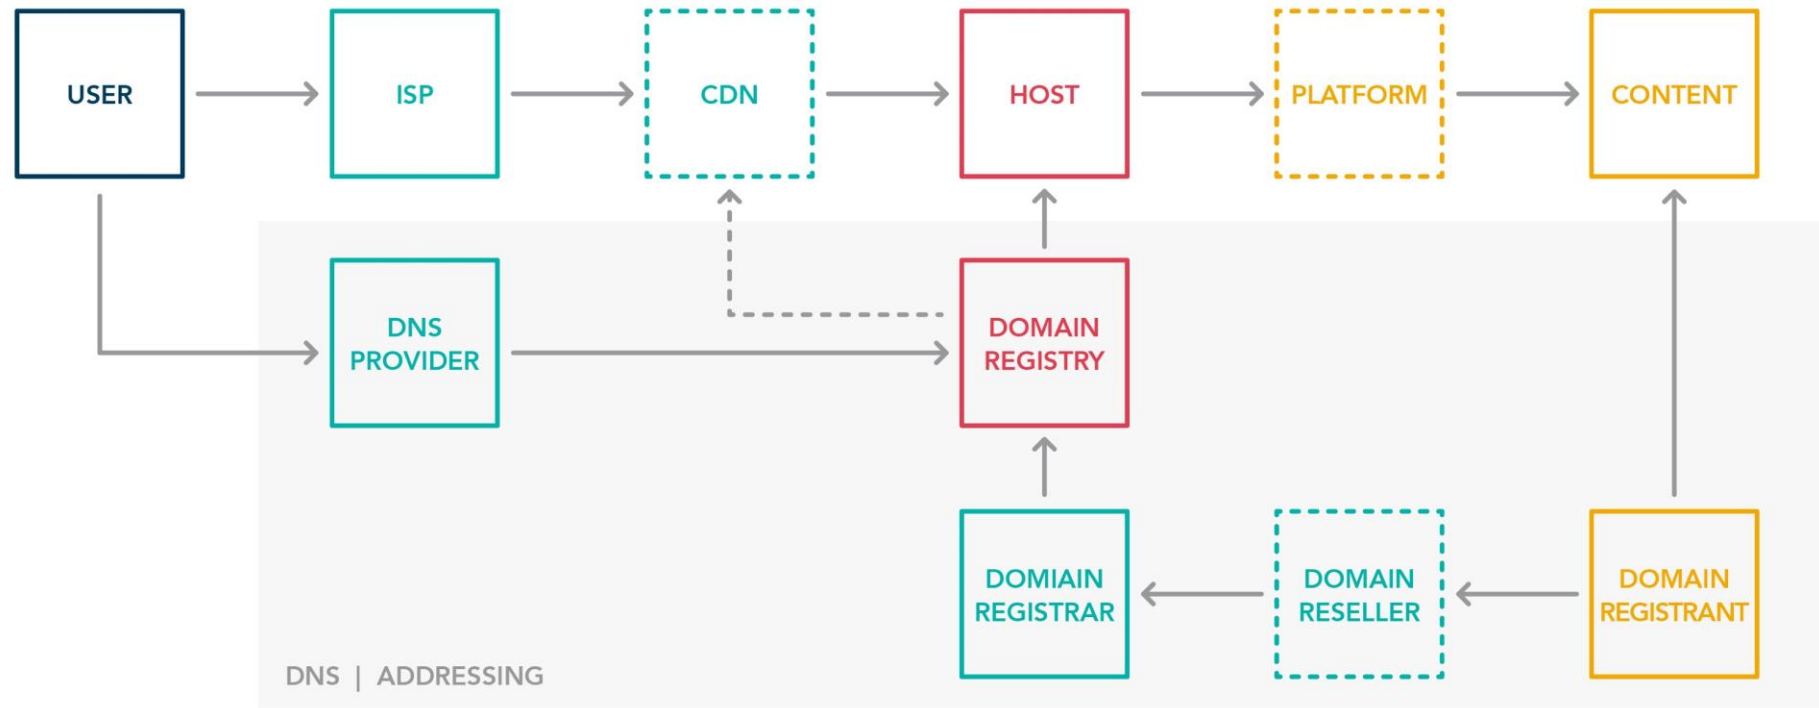 USER
ISP
CDN
HOST
PLATFORM
CONTENT
DNS
PROVIDER
DOMAIN
REGISTRY
DOMIAIN
REGISTRAR
DOMAIN
RESELLER
DOMAIN
REGISTRANT
DNS | ADDRESSING